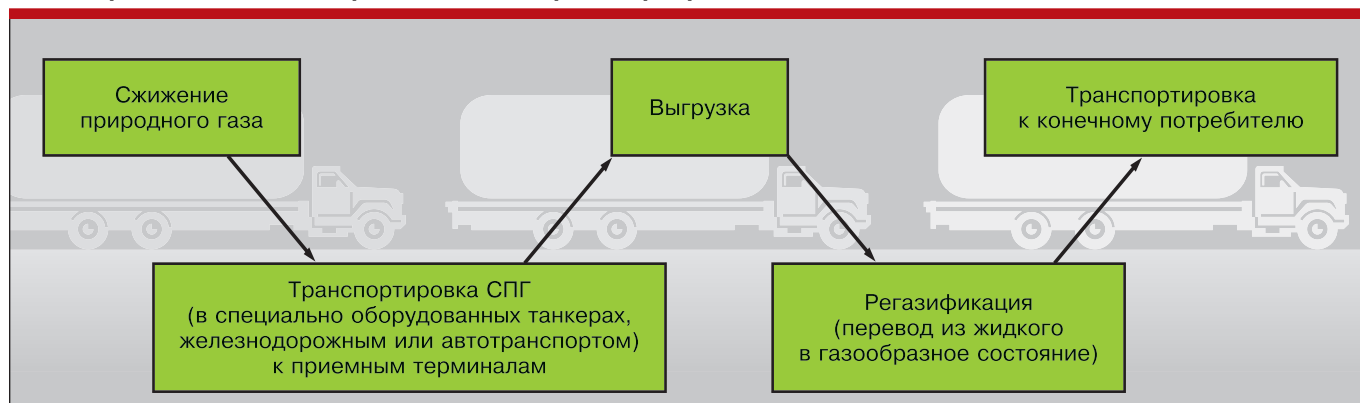 Сжижение
природного газа
Транспортировка СПГ
(в специально оборудованных танкерах,
железнодорожным или автотранспортом)
к приемным терминалам
Выгрузка
Регазификация
(перевод из жидкого
в газообразное состояние)
Транспортировка
к конечному потребителю